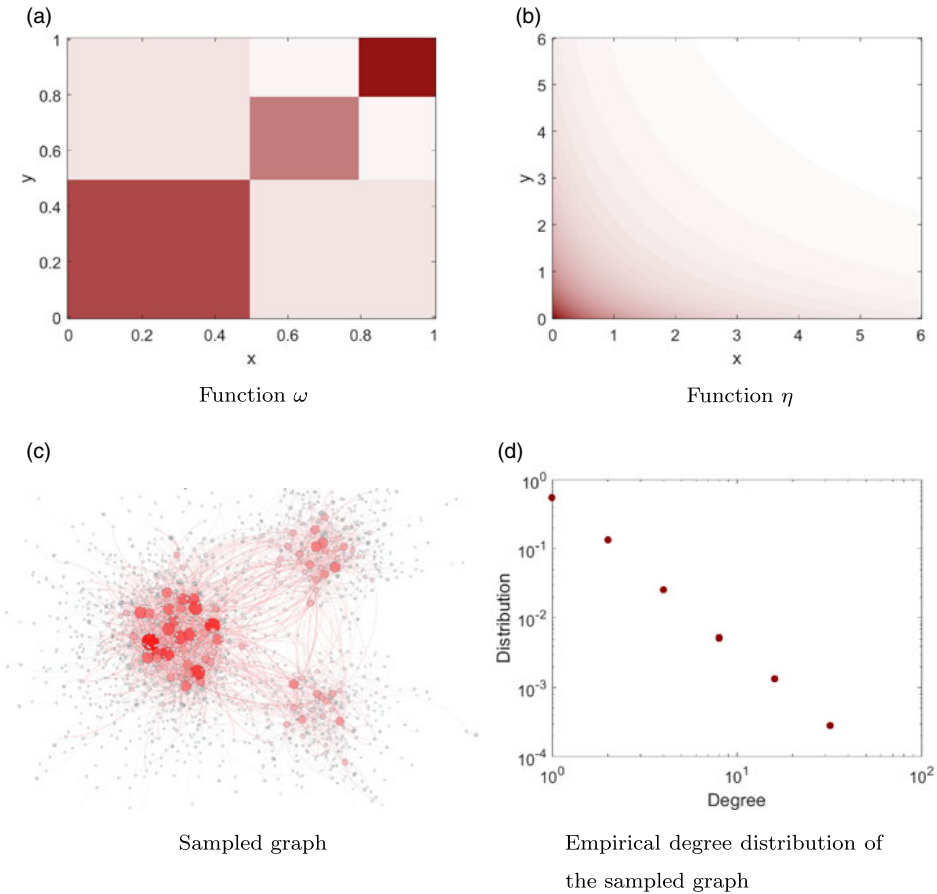 (a)
1
0.8
0.6
0.4
0.2
0
y
0 0.2 0.4 0.6 0.8 1
x
Function ω
(b)
6
5
4
3
2
1
0
y
0 1 2 3 4 5 6
x
Function η
(c)
Sampled graph
(d)
10^0
10^-1
10^-2
10^-3
10^-4
Distribution
10^0 10^1 10^2
Degree
Empirical degree distribution of
the sampled graph